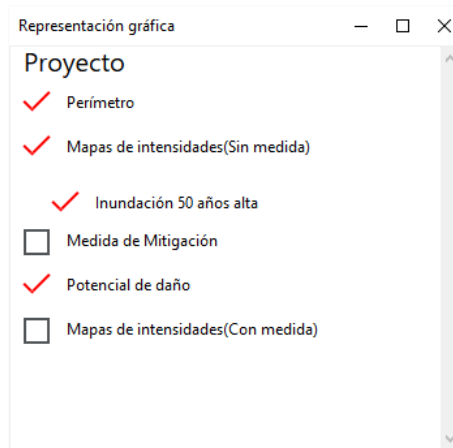 Representación gráfica
Proyecto
Perímetro
Mapas de intensidades(Sin medida)
Inundación 50 años alta
Medida de Mitigación
Potencial de daño
Mapas de intensidades(Con medida)